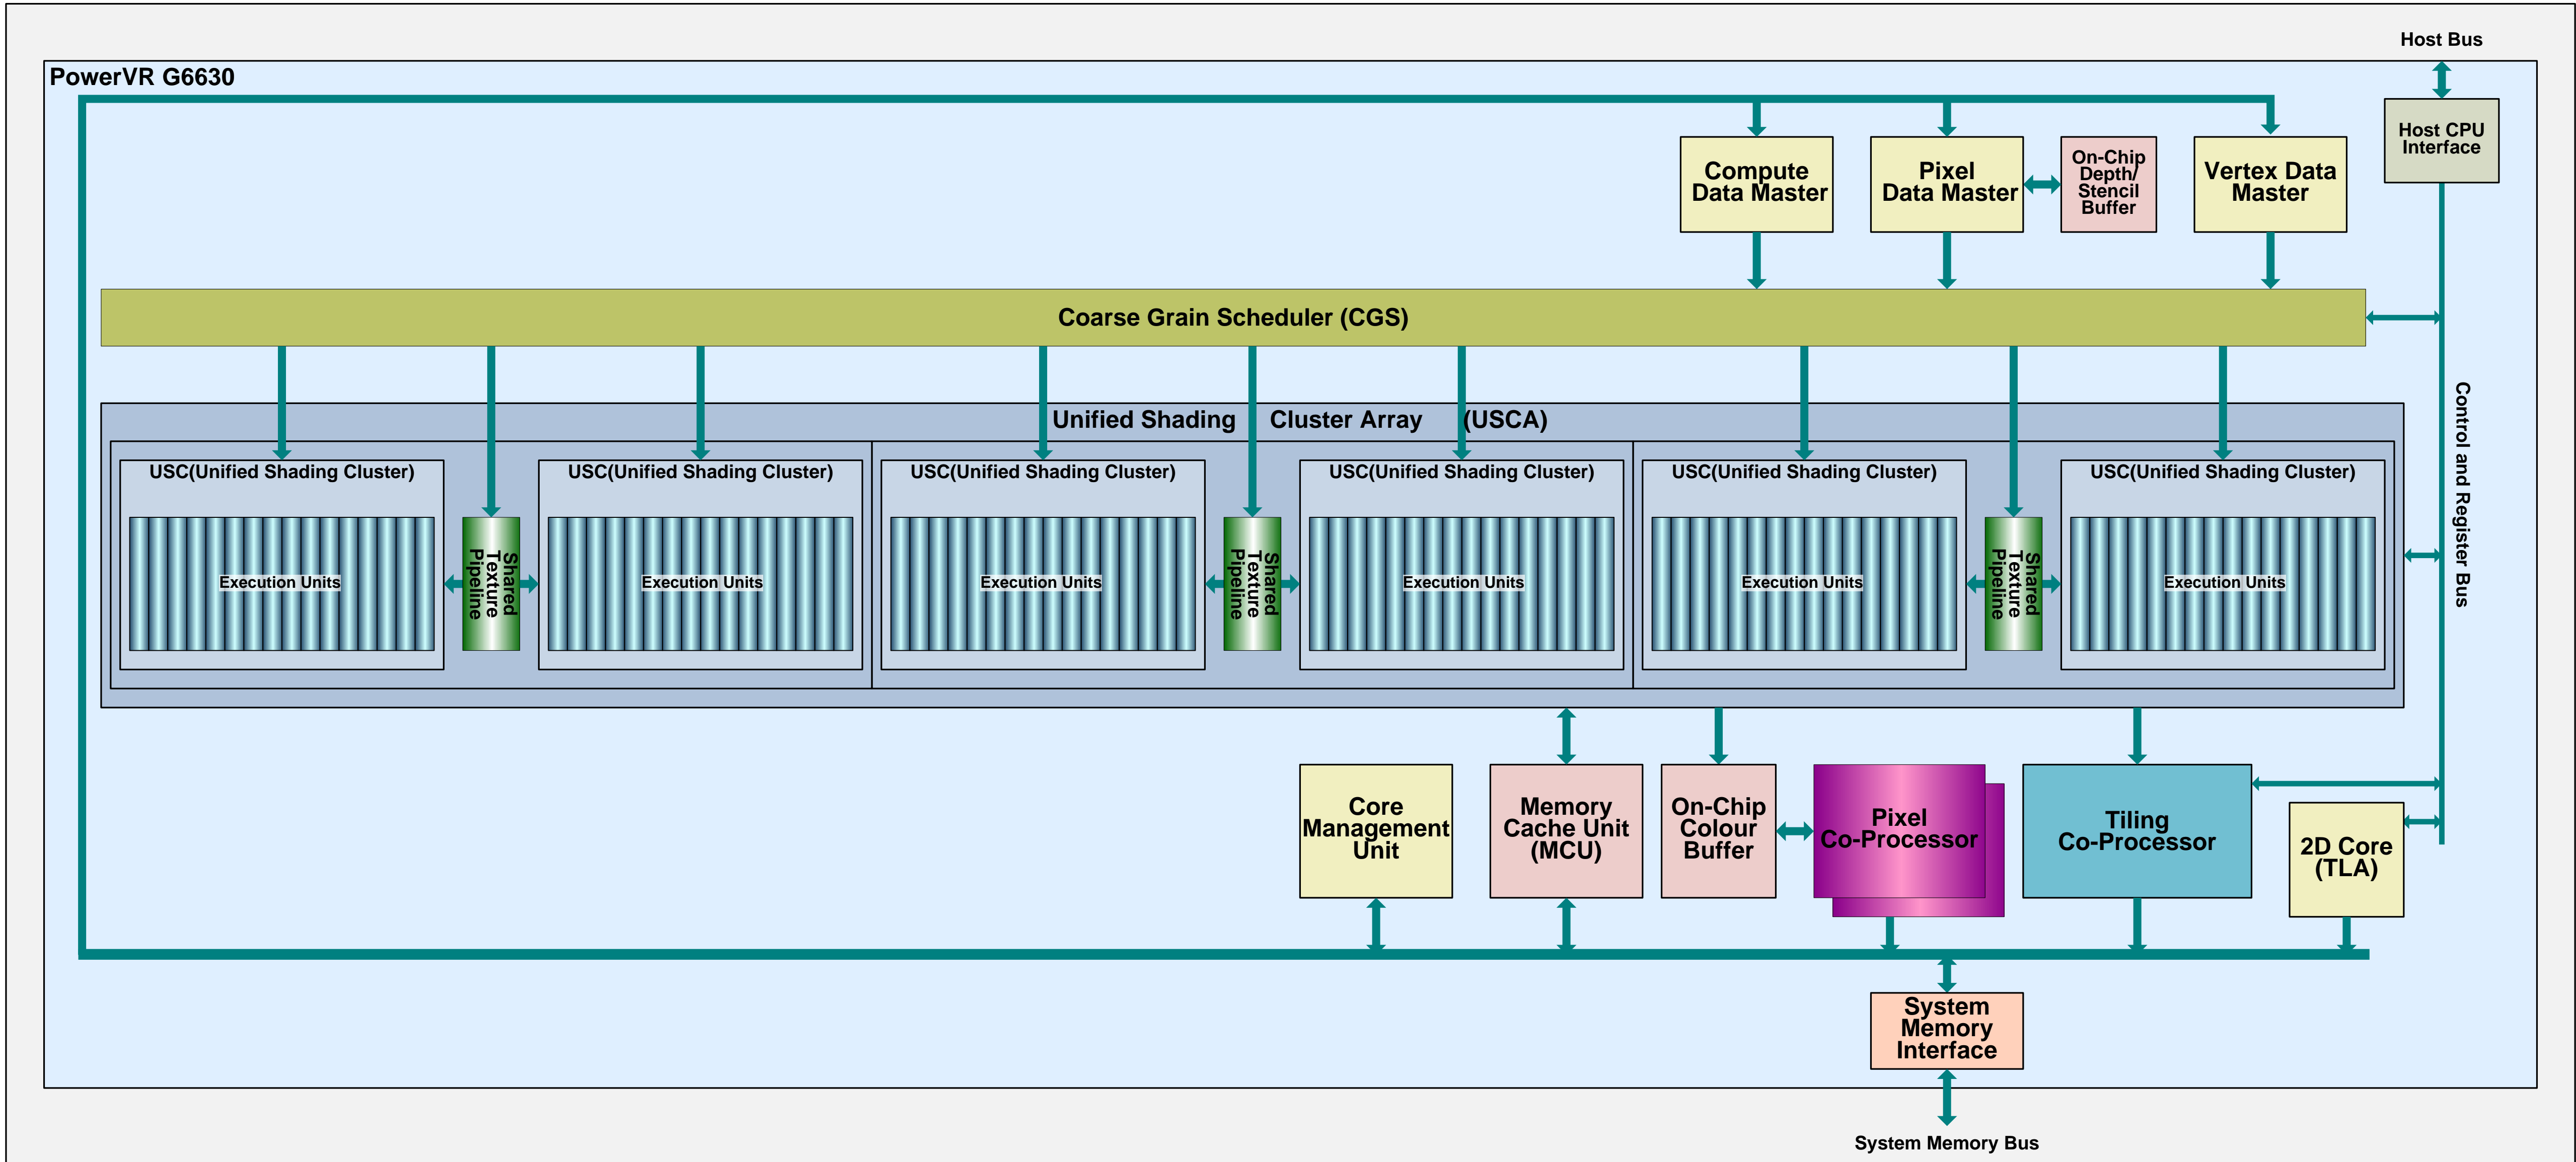 Host Bus
PowerVR G6630
Host CPU
Interface
Compute
Data Master
Pixel
Data Master
On-Chip
Depth/
Stencil
Buffer
Vertex Data
Master
Coarse Grain Scheduler (CGS)
Control and Register Bus
Unified Shading Cluster Array (USCA)
USC(Unified Shading Cluster)
USC(Unified Shading Cluster)
USC(Unified Shading Cluster)
USC(Unified Shading Cluster)
USC(Unified Shading Cluster)
USC(Unified Shading Cluster)
Execution Units
Shared
Texture
Pipeline
Execution Units
Execution Units
Shared
Texture
Pipeline
Execution Units
Execution Units
Shared
Texture
Pipeline
Execution Units
Core
Management
Unit
Memory
Cache Unit
(MCU)
On-Chip
Colour
Buffer
Pixel
Co-Processor
Tiling
Co-Processor
2D Core
(TLA)
System
Memory
Interface
System Memory Bus